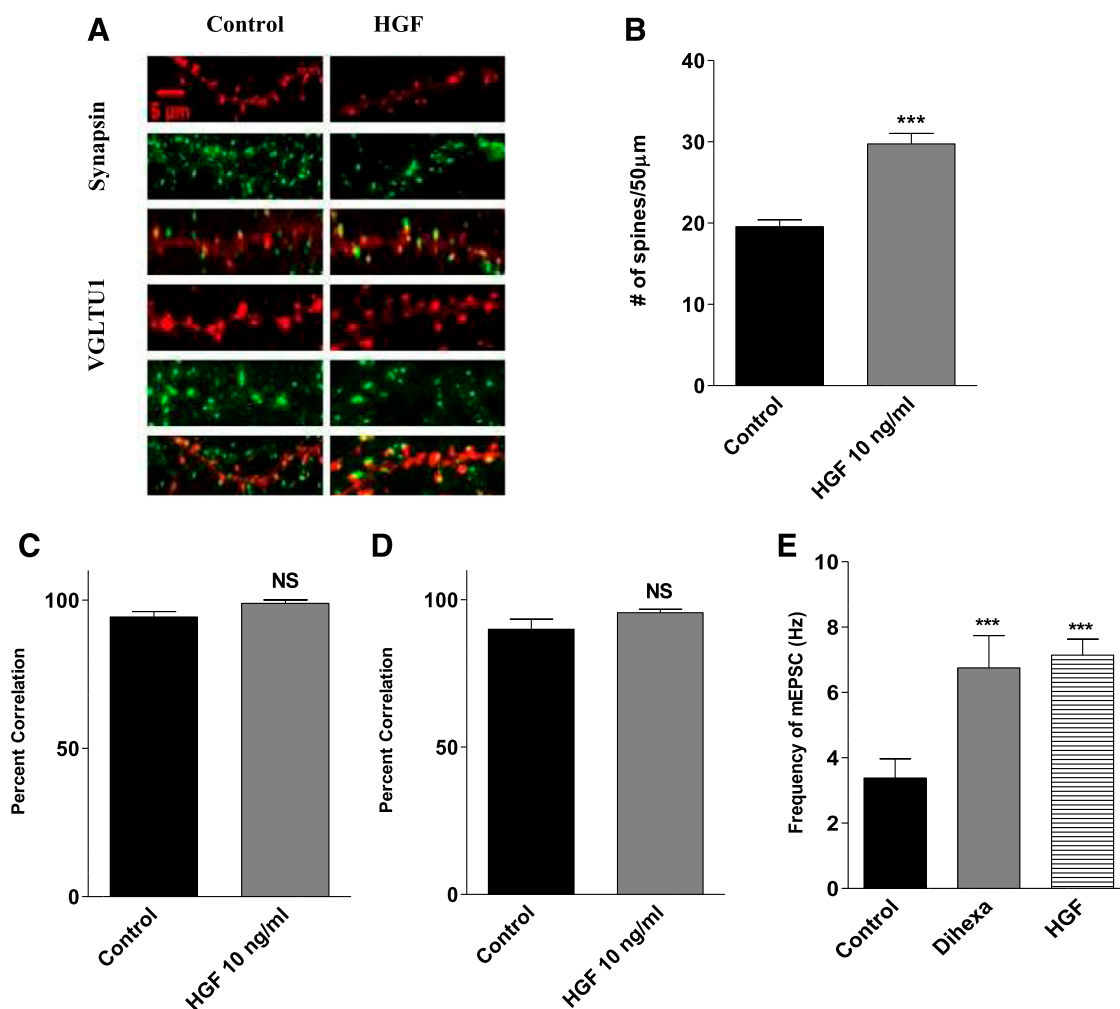 A
Control
HGF
5 µm
Synapsin
VGLTU1
B
# of spines/50μm
40
30
20
10
0
***
Control
HGF 10 ng/ml
C
Percent Correlation
100
50
0
NS
Control
HGF 10 ng/ml
D
Percent Correlation
100
50
0
NS
Control
HGF 10 ng/ml
E
Frequency of mEPSC (Hz)
10
8
6
4
2
0
***
***
Control
Dihexa
HGF